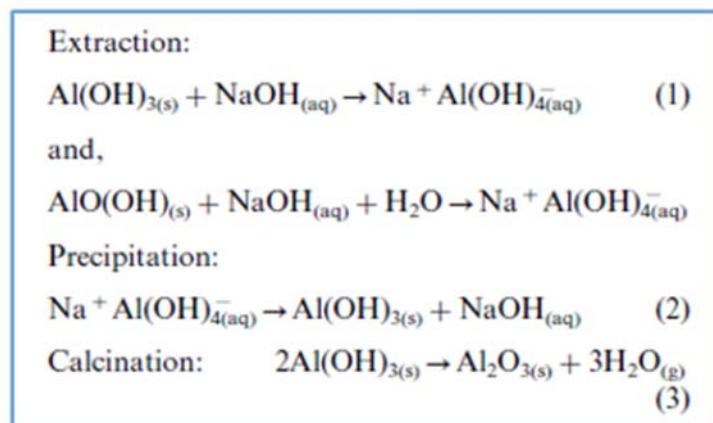 Extraction:
Al(OH)₃₍ₛ₎ + NaOH₍aq₎ → Na⁺ Al(OH)₄⁻₍aq₎ (1)
and,
AlO(OH)₍ₛ₎ + NaOH₍aq₎ + H₂O → Na⁺ Al(OH)₄⁻₍aq₎
Precipitation:
Na⁺ Al(OH)₄⁻₍aq₎ → Al(OH)₃₍ₛ₎ + NaOH₍aq₎ (2)
Calcination: 2Al(OH)₃₍ₛ₎ → Al₂O₃₍ₛ₎ + 3H₂O₍g₎
(3)